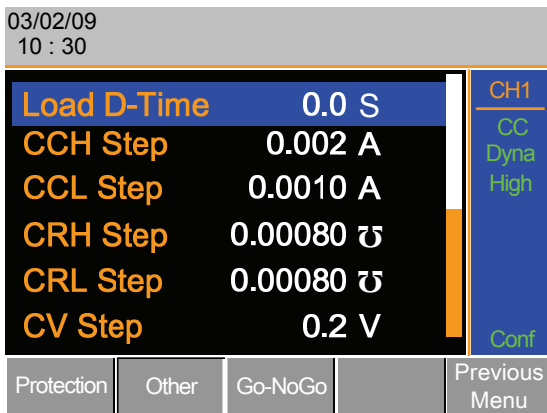 03/02/09
10 : 30
Load D-Time 0.0 S
CCH Step 0.002 A
CCL Step 0.0010 A
CRH Step 0.00080 ℧
CRL Step 0.00080 ℧
CV Step 0.2 V
CH1
CC
Dyna
High
Conf
Protection
Other
Go-NoGo
Previous
Menu